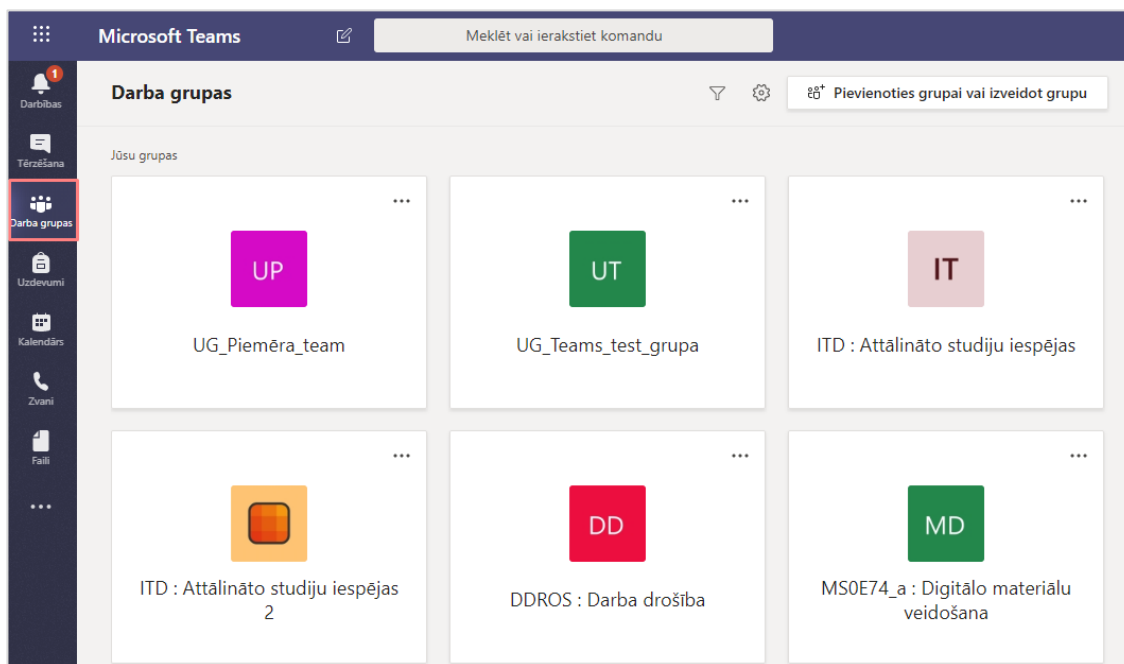 Microsoft Teams
Meklēt vai ierakstiet komandu
1
Darbības
Tērzēšana
Darba grupas
Uzdevumi
Kalendārs
Zvani
Faili
Darba grupas
Pievienoties grupai vai izveidot grupu
Jūsu grupas
UP
UG_Piemēra_team
UT
UG_Teams_test_grupa
IT
ITD : Attālināto studiju iespējas
ITD : Attālināto studiju iespējas
2
DD
DDROS : Darba drošība
MD
MS0E74_a : Digitālo materiālu
veidošana